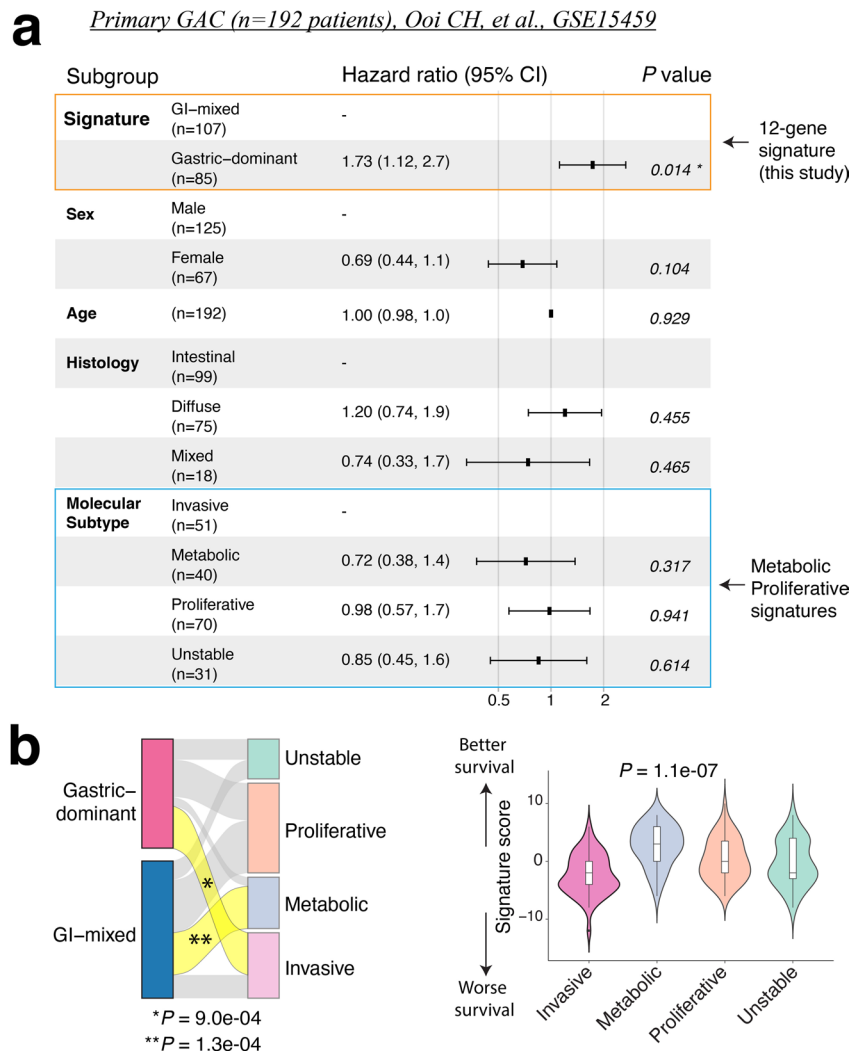 a
Primary GAC (n=192 patients), Ooi CH, et al., GSE15459
Subgroup Hazard ratio (95% CI) P value
Signature GI−mixed (n=107) -
Gastric−dominant (n=85) 1.73 (1.12, 2.7) 0.014 *
12-gene
signature
(this study)
Sex Male (n=125) -
Female (n=67) 0.69 (0.44, 1.1) 0.104
Age (n=192) 1.00 (0.98, 1.0) 0.929
Histology Intestinal (n=99) -
Diffuse (n=75) 1.20 (0.74, 1.9) 0.455
Mixed (n=18) 0.74 (0.33, 1.7) 0.465
Molecular Subtype Invasive (n=51) -
Metabolic (n=40) 0.72 (0.38, 1.4) 0.317
Proliferative (n=70) 0.98 (0.57, 1.7) 0.941
Unstable (n=31) 0.85 (0.45, 1.6) 0.614
Metabolic
Proliferative
signatures
0.5 1 2
b
Gastric−
dominant
GI−mixed
Unstable
Proliferative
Metabolic
Invasive
*
**
*P = 9.0e-04
**P = 1.3e-04
Better
survival
Worse
survival
Signature score
P = 1.1e-07
10
0
−10
Invasive
Metabolic
Proliferative
Unstable